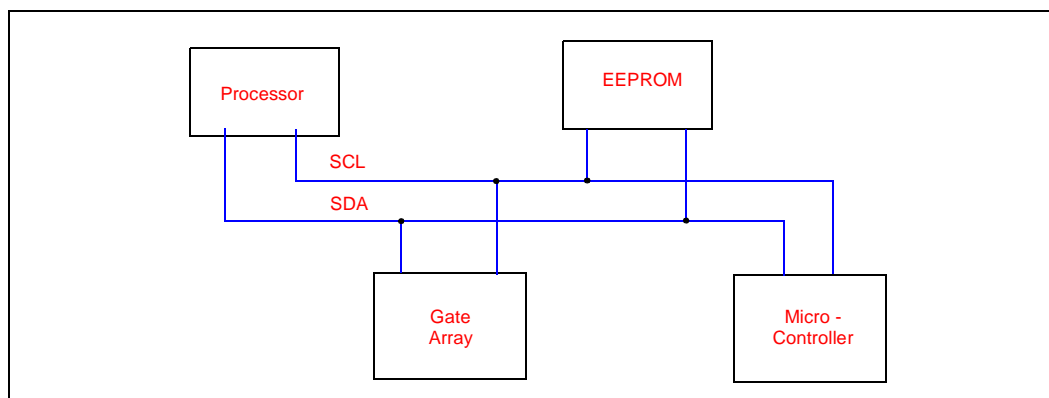 Processor
EEPROM
SCL
SDA
Gate
Array
Micro -
Controller